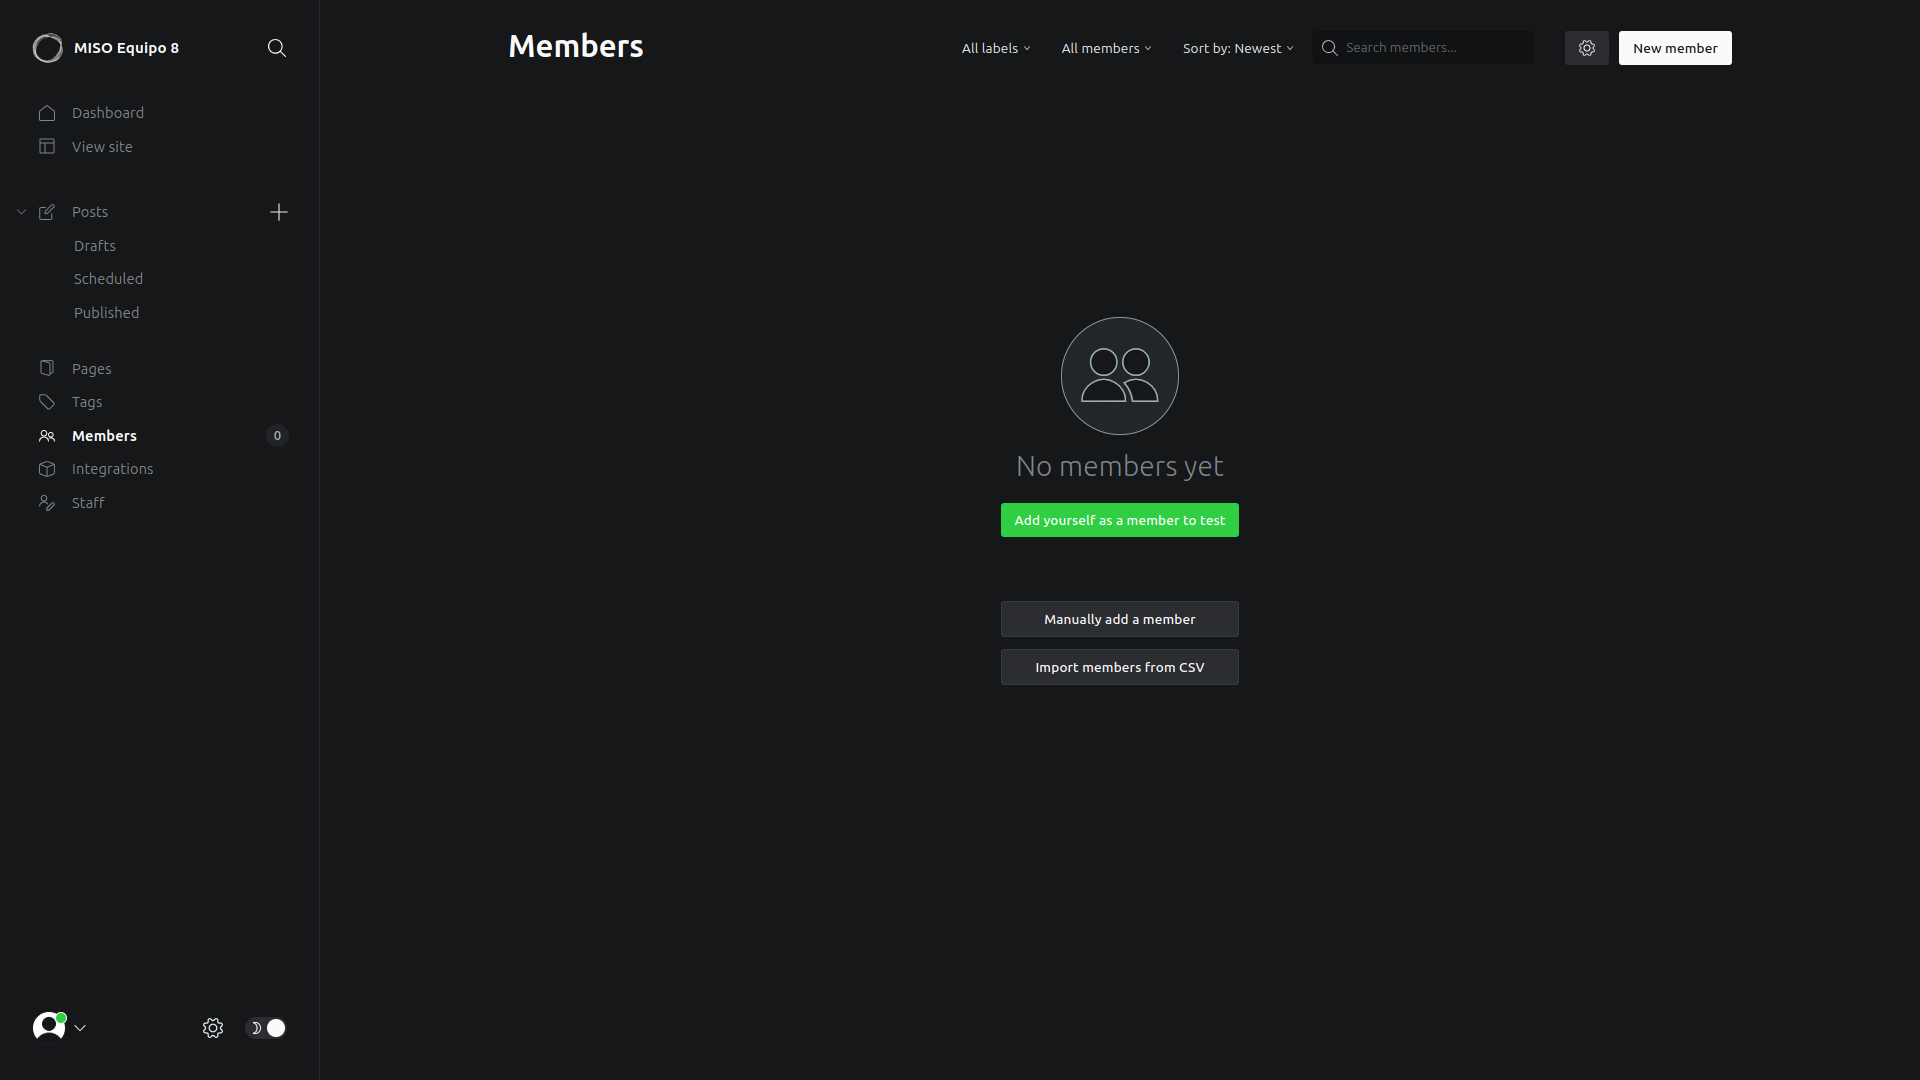 MISO Equipo 8
Dashboard
View site
Posts
Drafts
Scheduled
Published
Pages
Tags
Members 0
Integrations
Staff
Members
All labels
All members
Sort by: Newest
Search members...
New member
No members yet
Add yourself as a member to test
Manually add a member
Import members from CSV